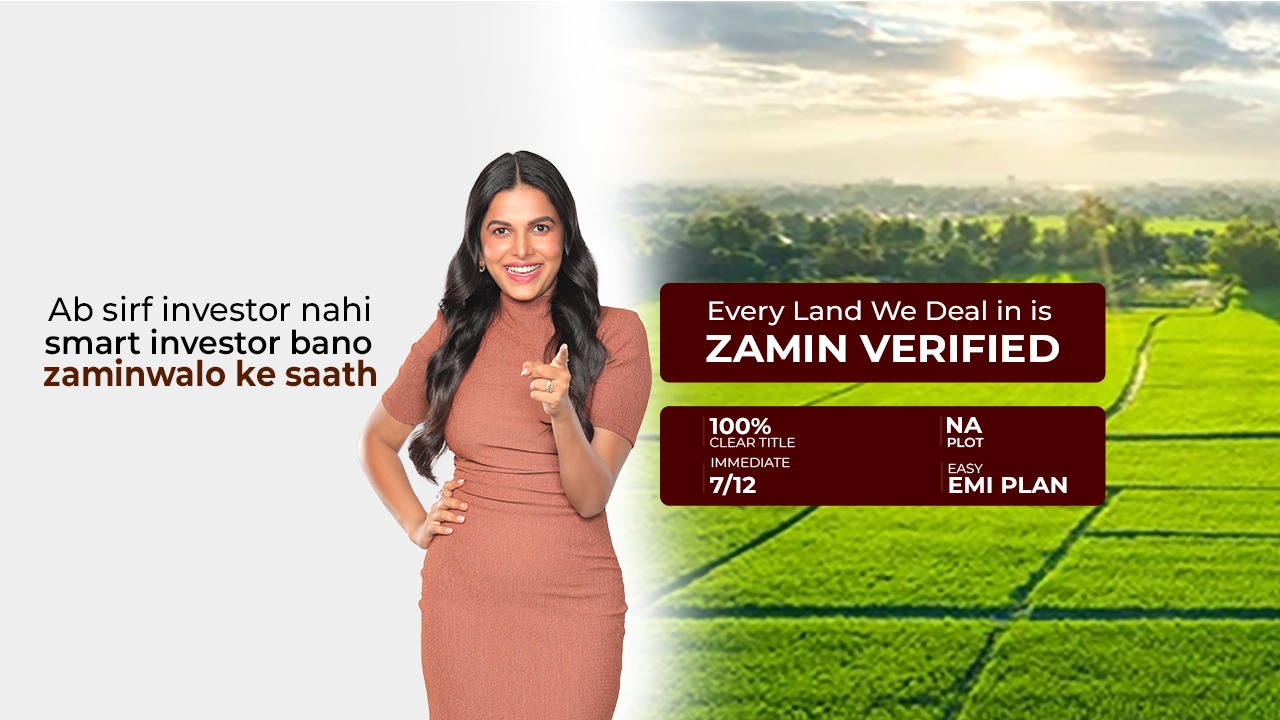 Ab sirf investor nahi
smart investor bano
zaminwalo ke saath
Every Land We Deal in is
ZAMIN VERIFIED
100%
CLEAR TITLE
IMMEDIATE
7/12
NA
PLOT
EASY
EMI PLAN